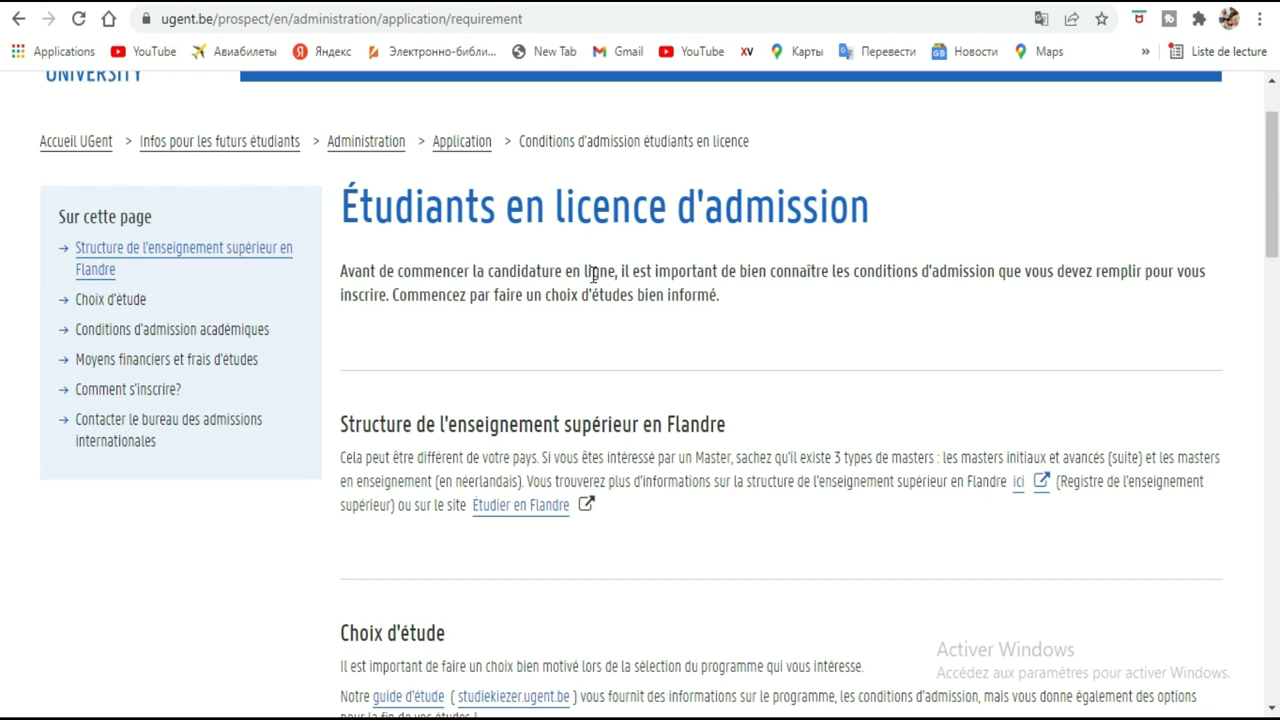 ugent.be/prospect/en/administration/application/requirement
Applications YouTube Авиабилеты Яндекс Электронно-библи... New Tab Gmail YouTube XV Карты Перевести Новости Maps » Liste de lecture
UNIVERSITY
Accueil UGent > Infos pour les futurs étudiants > Administration > Application > Conditions d'admission étudiants en licence
Sur cette page
→ Structure de l'enseignement supérieur en
Flandre
→ Choix d'étude
→ Conditions d'admission académiques
→ Moyens financiers et frais d'études
→ Comment s'inscrire?
→ Contacter le bureau des admissions
internationales
Étudiants en licence d'admission
Avant de commencer la candidature en ligne, il est important de bien connaître les conditions d'admission que vous devez remplir pour vous
inscrire. Commencez par faire un choix d'études bien informé.
Structure de l'enseignement supérieur en Flandre
Cela peut être différent de votre pays. Si vous êtes intéressé par un Master, sachez qu'il existe 3 types de masters : les masters initiaux et avancés (suite) et les masters
en enseignement (en néerlandais). Vous trouverez plus d'informations sur la structure de l'enseignement supérieur en Flandre ici (Registre de l'enseignement
supérieur) ou sur le site Étudier en Flandre
Choix d'étude
Il est important de faire un choix bien motivé lors de la sélection du programme qui vous intéresse.
Notre guide d'étude ( studiekiezer.ugent.be ) vous fournit des informations sur le programme, les conditions d'admission, mais vous donne également des options
pour la fin de vos études !
Activer Windows
Accédez aux paramètres pour activer Windows.